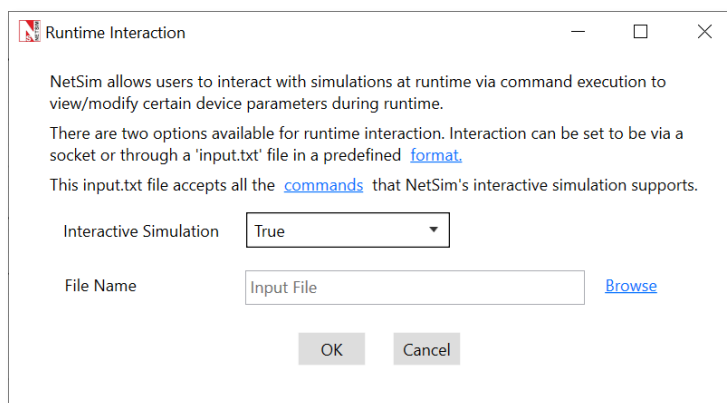 NETSIM
Runtime Interaction
NetSim allows users to interact with simulations at runtime via command execution to
view/modify certain device parameters during runtime.
There are two options available for runtime interaction. Interaction can be set to be via a
socket or through a 'input.txt' file in a predefined format.
This input.txt file accepts all the commands that NetSim's interactive simulation supports.
Interactive Simulation True
File Name Input File Browse
OK Cancel